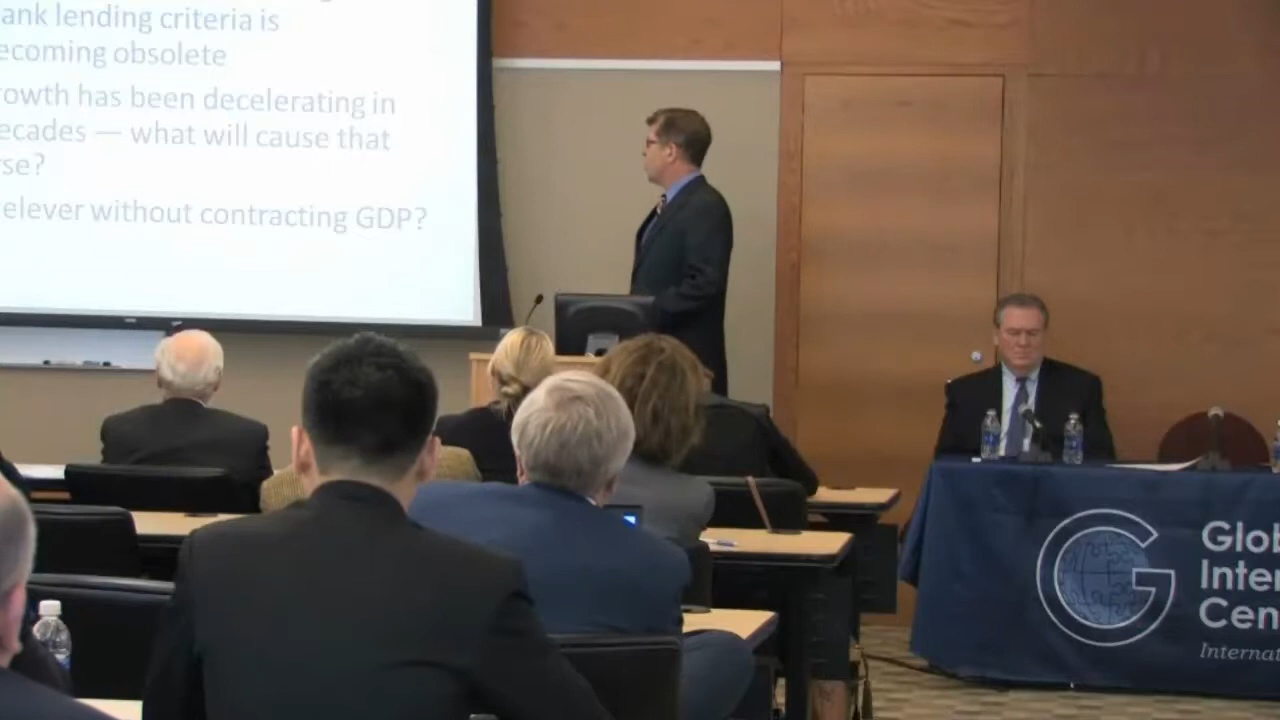 ank lending criteria is
ecoming obsolete
rowth has been decelerating in
ecades — what will cause that
rse?
elever without contracting GDP?
G
Glob
Inter
Cen
Internat